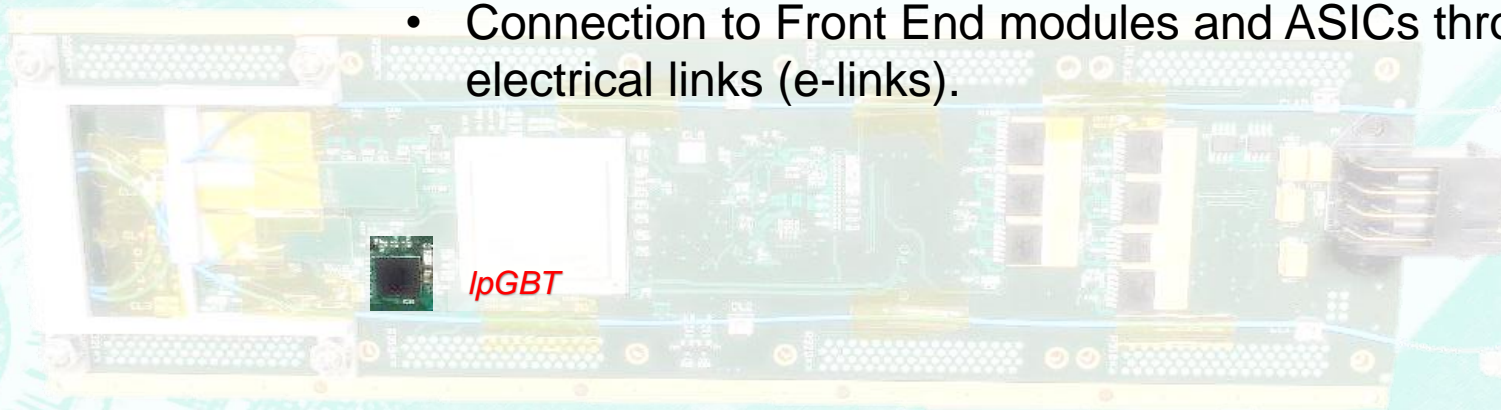 • Connection to Front End modules and ASICs thro
electrical links (e-links).
lpGBT